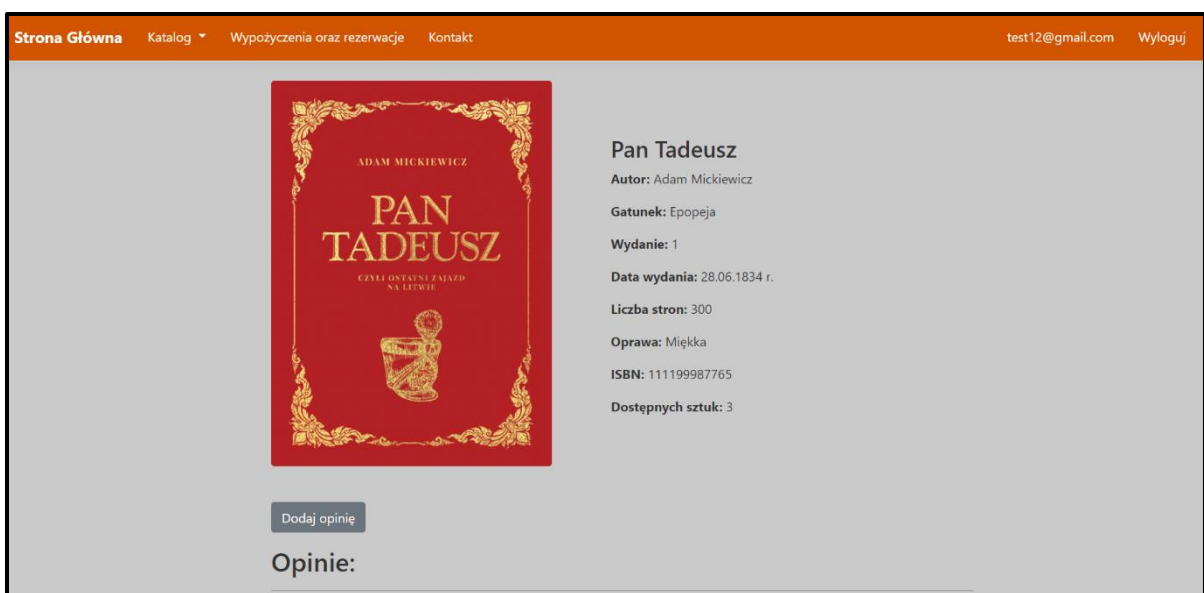 Strona Główna Katalog Wypożyczenia oraz rezerwacje Kontakt test12@gmail.com Wyloguj
ADAM MICKIEWICZ
PAN
TADEUSZ
CZYLI OSTATNI ZAJAZD
NA LITWIE
Pan Tadeusz
Autor: Adam Mickiewicz
Gatunek: Epopeja
Wydanie: 1
Data wydania: 28.06.1834 r.
Liczba stron: 300
Oprawa: Miękka
ISBN: 111199987765
Dostępnych sztuk: 3
Dodaj opinię
Opinie: